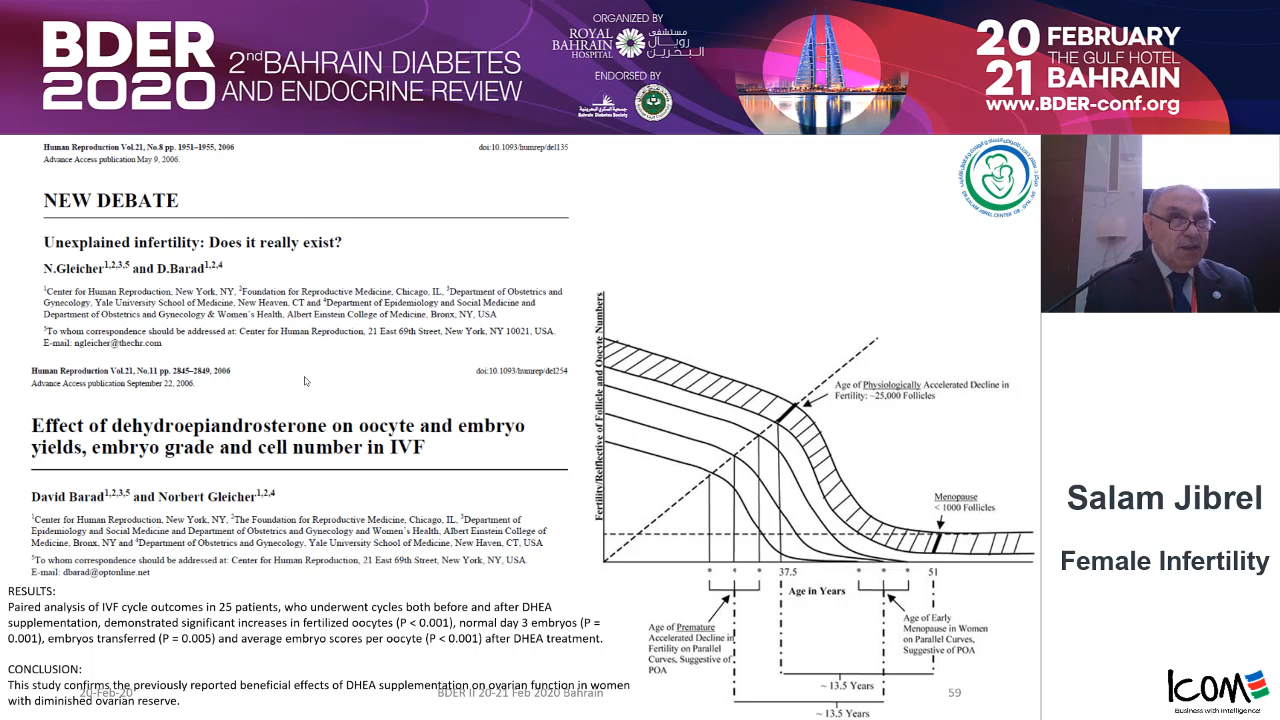 BDER
2020
2nd BAHRAIN DIABETES
AND ENDOCRINE REVIEW
ORGANIZED BY
ROYAL
BAHRAIN
HOSPITAL
مستشفى
رويال
البحرين
ENDORSED BY
Bahrain Diabetes Society
20
21
FEBRUARY
THE GULF HOTEL
BAHRAIN
www.BDER-conf.org
Human Reproduction Vol.21, No.8 pp. 1951–1955, 2006
doi:10.1093/humrep/del135
Advance Access publication May 9, 2006.
NEW DEBATE
Unexplained infertility: Does it really exist?
N.Gleicher1,2,3,5 and D.Barad1,2,4
1Center for Human Reproduction, New York, NY, 2Foundation for Reproductive Medicine, Chicago, IL, 3Department of Obstetrics and
Gynecology, Yale University School of Medicine, New Heaven, CT and 4Department of Epidemiology and Social Medicine and
Department of Obstetrics and Gynecology & Women's Health, Albert Einstein College of Medicine, Bronx, NY, USA
5To whom correspondence should be addressed at: Center for Human Reproduction, 21 East 69th Street, New York, NY 10021, USA.
E-mail: ngleicher@thechr.com
Human Reproduction Vol.21, No.11 pp. 2845–2849, 2006
doi:10.1093/humrep/del254
Advance Access publication September 22, 2006.
Effect of dehydroepiandrosterone on oocyte and embryo
yields, embryo grade and cell number in IVF
David Barad1,2,3,5 and Norbert Gleicher1,2,4
1Center for Human Reproduction, New York, NY, 2The Foundation for Reproductive Medicine, Chicago, IL, 3Department of
Epidemiology and Social Medicine and Department of Obstetrics and Gynecology and Women's Health, Albert Einstein College of
Medicine, Bronx, NY and 4Department of Obstetrics and Gynecology, Yale University School of Medicine, New Haven, CT, USA
5To whom correspondence should be addressed at: Center for Human Reproduction, 21 East 69th Street, New York, NY 10021, USA.
E-mail: dbarad@optonline.net
RESULTS:
Paired analysis of IVF cycle outcomes in 25 patients, who underwent cycles both before and after DHEA
supplementation, demonstrated significant increases in fertilized oocytes (P < 0.001), normal day 3 embryos (P =
0.001), embryos transferred (P = 0.005) and average embryo scores per oocyte (P < 0.001) after DHEA treatment.
CONCLUSION:
This study confirms the previously reported beneficial effects of DHEA supplementation on ovarian function in women
with diminished ovarian reserve.
20-Feb-20
BDER II 20-21 Feb 2020 Bahrain
59
Fertility/Relflective of Follicle and Oocyte Numbers
Age of Physiologically Accelerated Decline in
Fertility: ~25,000 Follicles
Menopause
< 1000 Follicles
* * * 37.5 * * * 51
Age in Years
Age of Premature
Accelerated Decline in
Fertility on Parallel
Curves, Suggestive of
POA
Age of Early
Menopause in Women
on Parallel Curves,
Suggestive of POA
~ 13.5 Years
~ 13.5 Years
Salam Jibrel
Female Infertility
ICOM
Business with Intelligence!